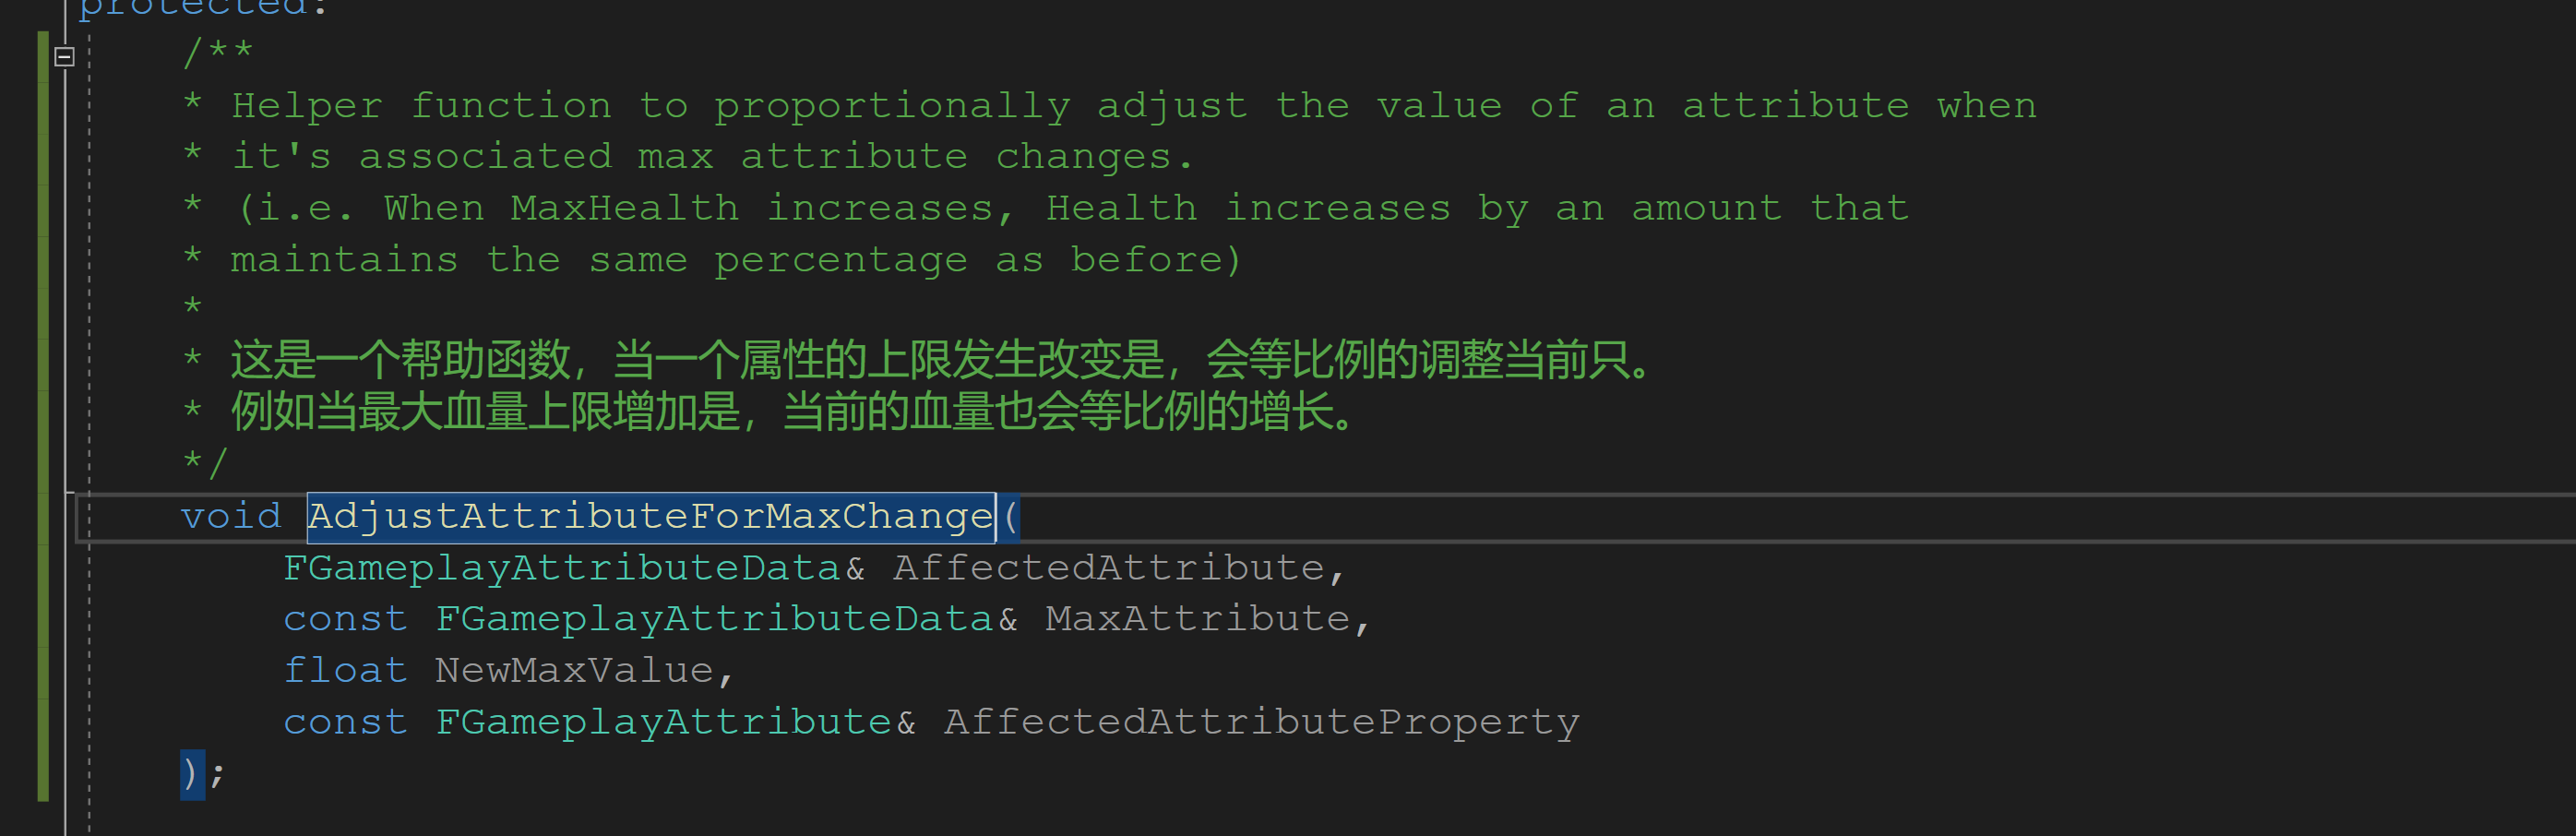 protected:
/**
* Helper function to proportionally adjust the value of an attribute when
* it's associated max attribute changes.
* (i.e. When MaxHealth increases, Health increases by an amount that
* maintains the same percentage as before)
*
* 这是一个帮助函数，当一个属性的上限发生改变是，会等比例的调整当前只。
* 例如当最大血量上限增加是，当前的血量也会等比例的增长。
*/
void AdjustAttributeForMaxChange(
FGameplayAttributeData& AffectedAttribute,
const FGameplayAttributeData& MaxAttribute,
float NewMaxValue,
const FGameplayAttribute& AffectedAttributeProperty
);